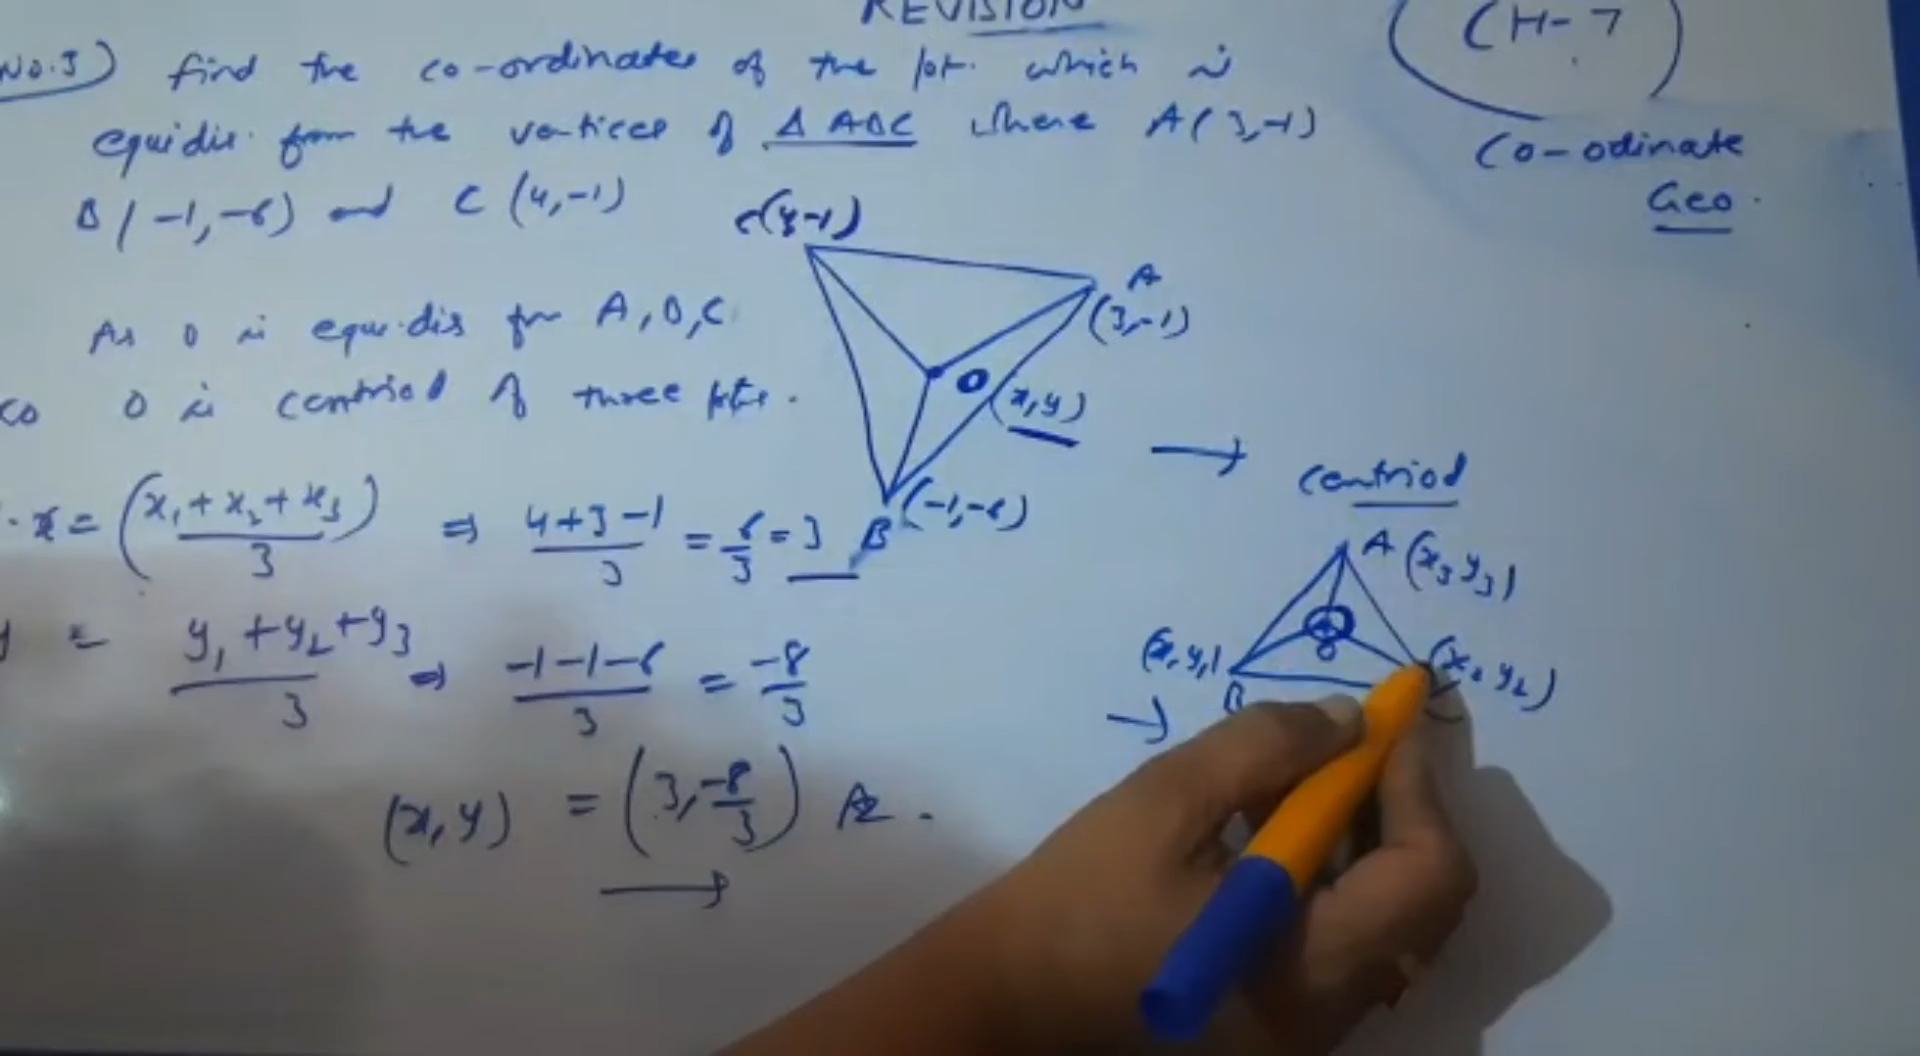 REVISION
(H-7
No.3) find the co-ordinates of the pt. which is
equidis. from the vertices of Δ ABC where A(3,-1)
B(-1,-6) and C (4,-1)
Co-odinate
Geo.
C(4-1)
A
(3,-1)
As O is equi.dis fm A,B,C
O
so O is centriod of three pts.
(x,y)
centriod
x = (x₁+x₂+x₃)/3 ⇒ (4+3-1)/3 = 6/3 = 3
B (-1,-6)
A (x₃ y₃)
O
(x, y,)
(x₂ y₂)
B
y = (y₁+y₂+y₃)/3 ⇒ (-1-1-6)/3 = -8/3
(x,y) = (3, -8/3)